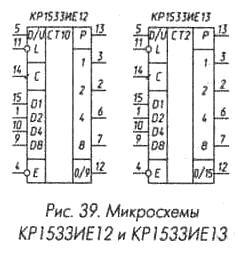 КР1533ИЕ12 КР1533ИЕ13
5 D/U CT10 P 13
5 D/U CT2 P 13
11 L 1 3
11 L 1 3
14 C 2 2
14 C 2 2
15 D1 4 6
15 D1 4 6
1 D2
1 D2
10 D4
10 D4
9 D8 8 7
9 D8 8 7
4 E 0/9 12
4 E 0/15 12
Рис. 39. Микросхемы
КР1533ИЕ12 и КР1533ИЕ13